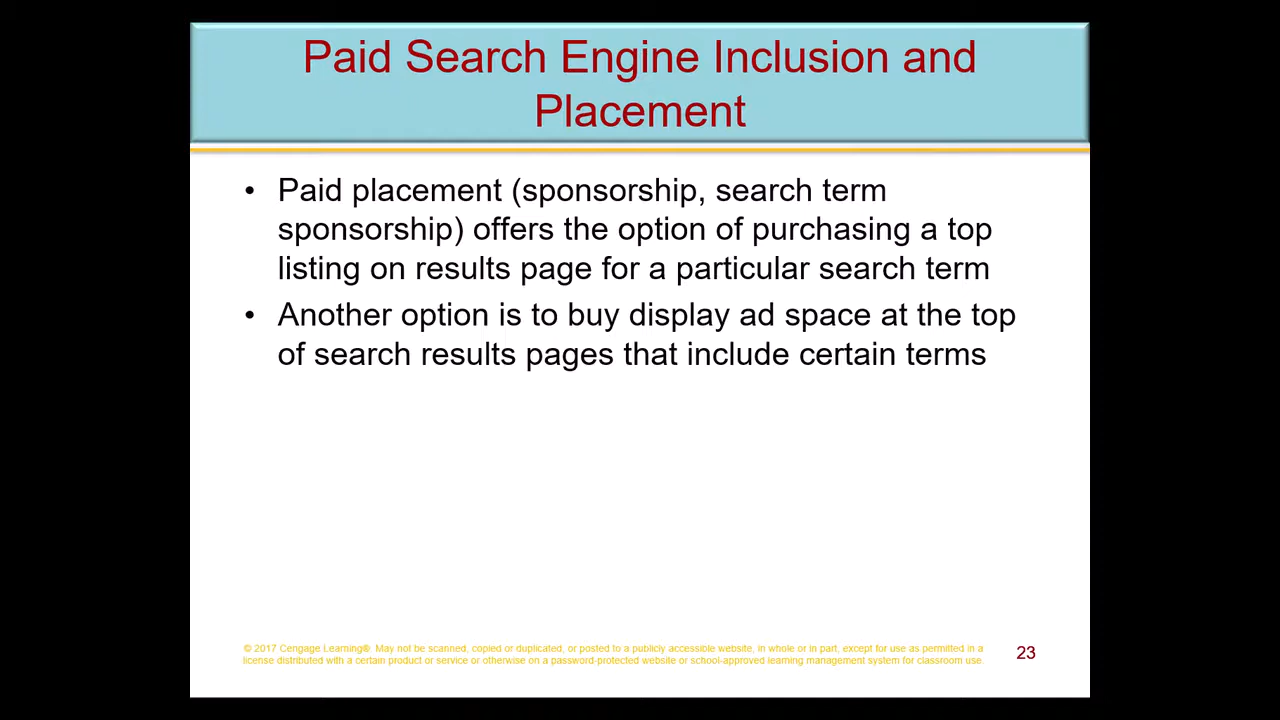 Paid Search Engine Inclusion and
Placement
• Paid placement (sponsorship, search term
sponsorship) offers the option of purchasing a top
listing on results page for a particular search term
• Another option is to buy display ad space at the top
of search results pages that include certain terms
© 2017 Cengage Learning® May not be scanned, copied or duplicated, or posted to a publicly accessible website, in whole or in part, except for use as permitted in a
license distributed with a certain product or service or otherwise on a password-protected website or school-approved learning management system for classroom use.
23